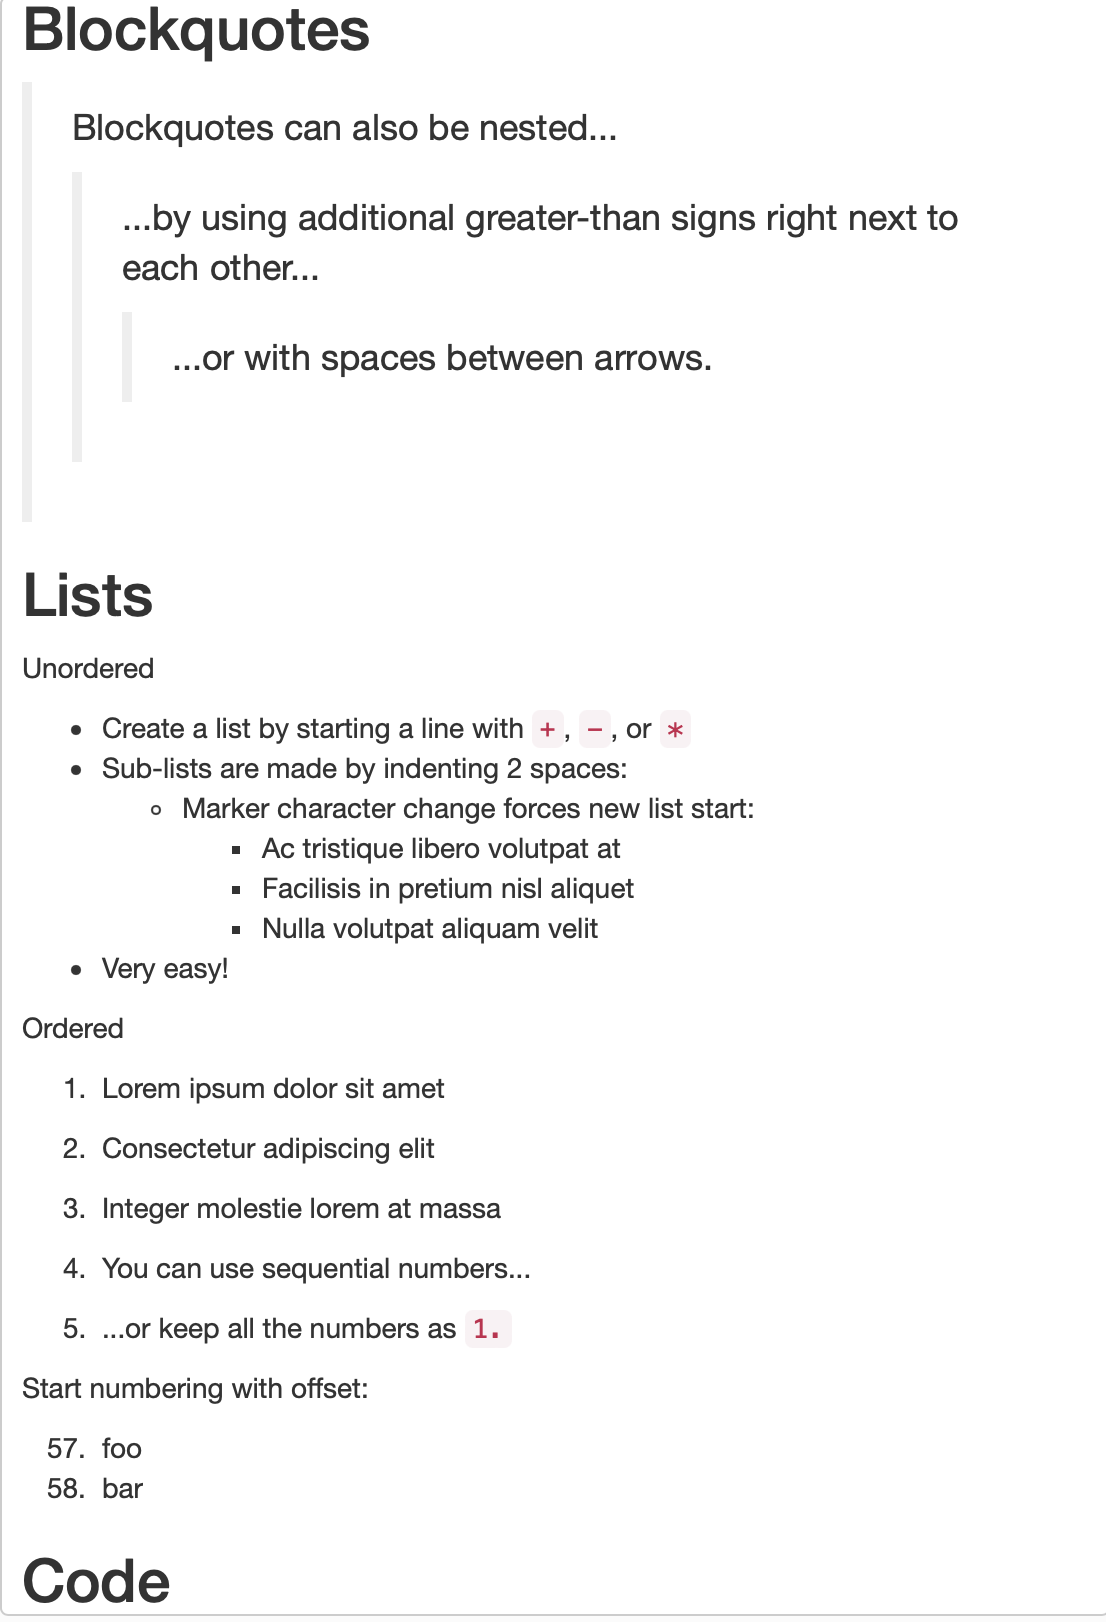 Blockquotes
Blockquotes can also be nested...
...by using additional greater-than signs right next to
each other...
...or with spaces between arrows.
Lists
Unordered
• Create a list by starting a line with +, -, or *
• Sub-lists are made by indenting 2 spaces:
◦ Marker character change forces new list start:
▪ Ac tristique libero volutpat at
▪ Facilisis in pretium nisl aliquet
▪ Nulla volutpat aliquam velit
• Very easy!
Ordered
1. Lorem ipsum dolor sit amet
2. Consectetur adipiscing elit
3. Integer molestie lorem at massa
4. You can use sequential numbers...
5. ...or keep all the numbers as 1.
Start numbering with offset:
57. foo
58. bar
Code